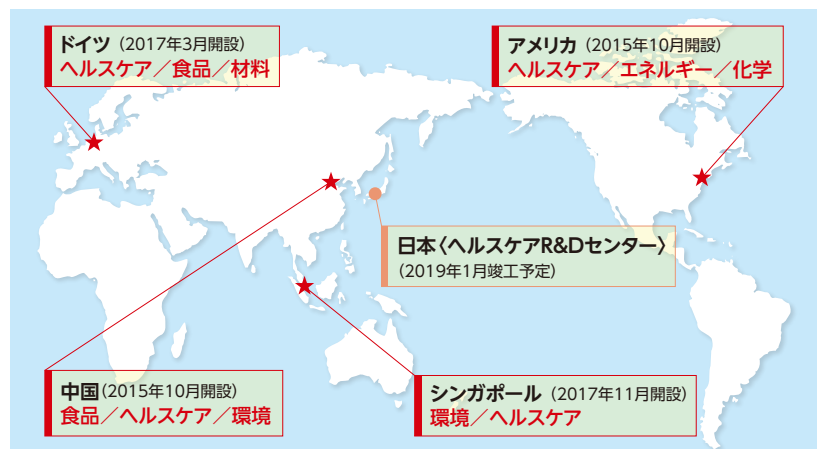 ドイツ（2017年3月開設）
ヘルスケア／食品／材料
アメリカ（2015年10月開設）
ヘルスケア／エネルギー／化学
日本〈ヘルスケアR&Dセンター〉
（2019年1月竣工予定）
中国（2015年10月開設）
食品／ヘルスケア／環境
シンガポール（2017年11月開設）
環境／ヘルスケア